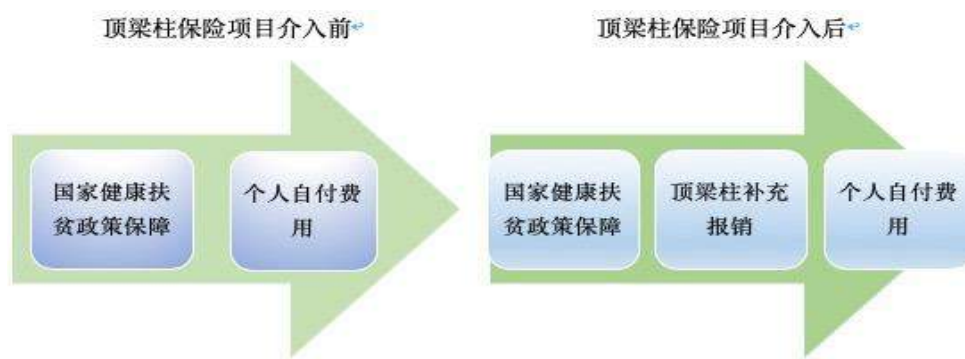 顶梁柱保险项目介入前
顶梁柱保险项目介入后
国家健康扶
贫政策保障
个人自付费
用
国家健康扶
贫政策保障
顶梁柱补充
报销
个人自付费
用